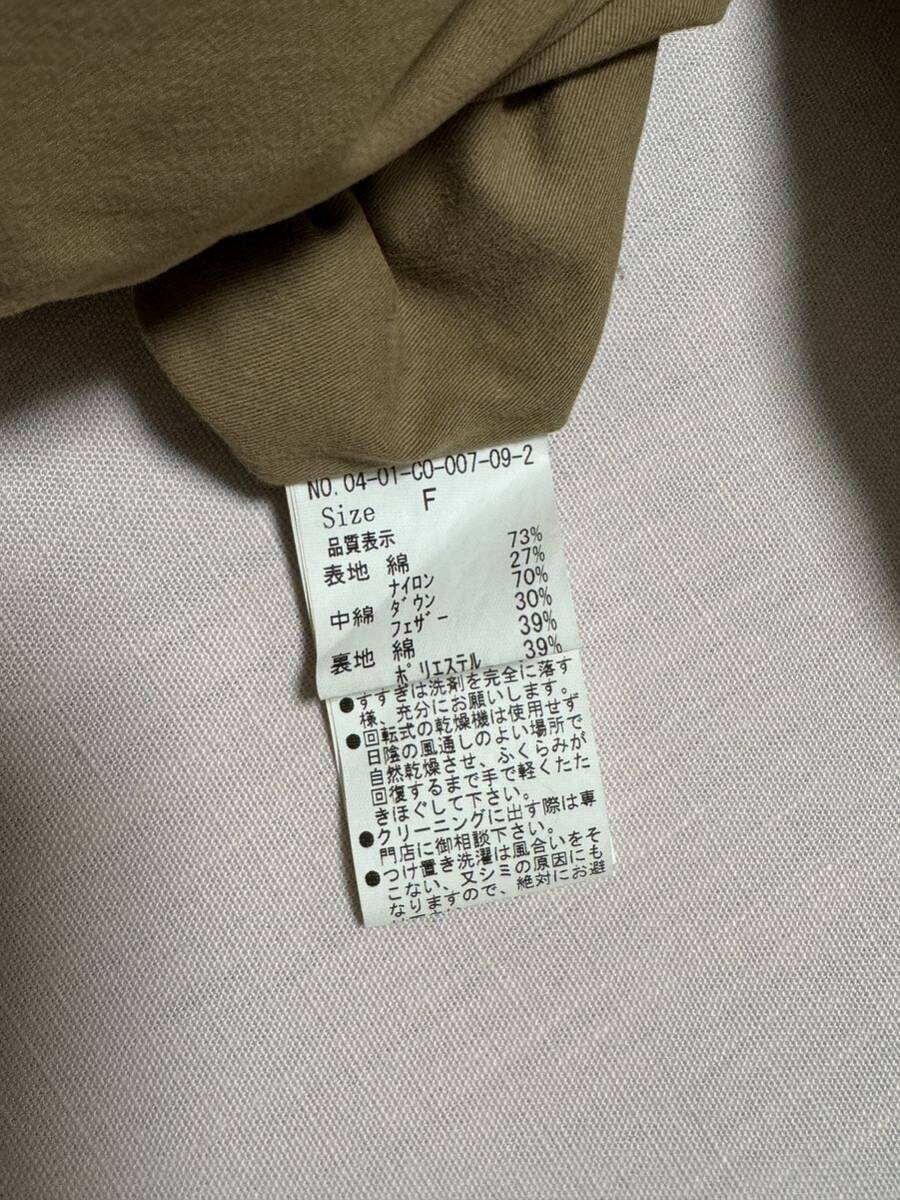 NO. 04-01-CO-007-09-2
Size F
品質表示
表地 綿 73%
ナイロン 27%
中綿 ダウン 70%
フェザー 30%
裏地 綿 39%
ポリエステル 39%
●すすぎは洗剤を完全に落す
様、充分にお願いします。
●回転式の乾燥機は使用せず
日陰の風通しのよい場所で
自然乾燥させ、ふくらみが
回復するまで手で軽くたた
きほぐして下さい。
●クリーニングに出す際は専
門店に御相談下さい。
●つけ置き洗濯は風合いをそ
こない、又シミの原因にも
なりますので、絶対にお避